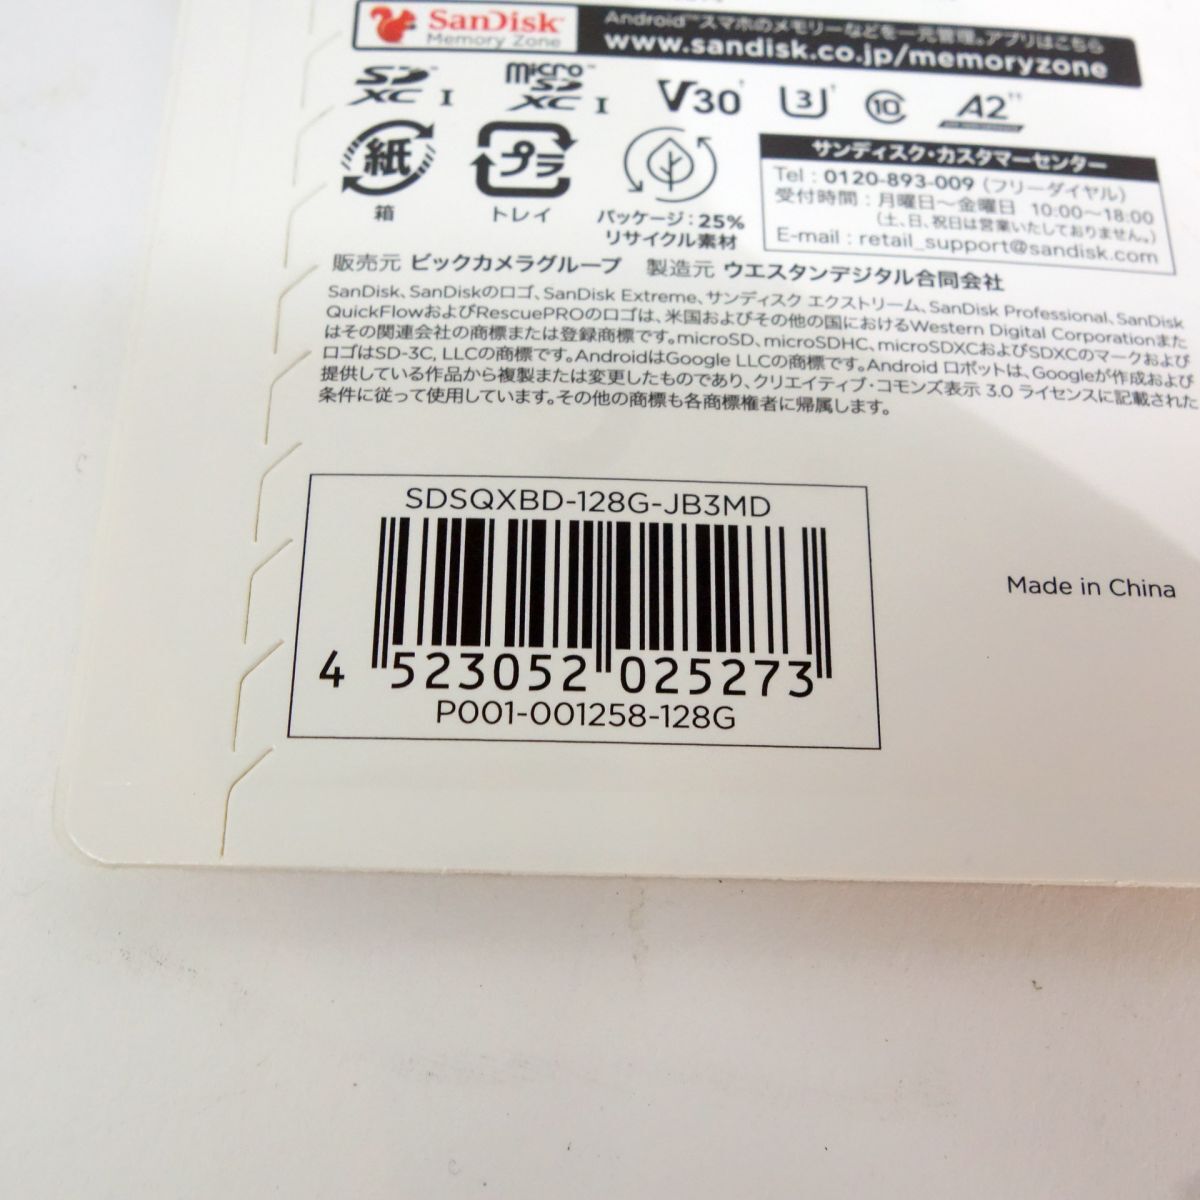 SanDisk
Memory Zone
Android™スマホのメモリーなどを一元管理。アプリはこちら
www.sandisk.co.jp/memoryzone
SD XC I micro SD XC I V30 U3 10 A2
紙 プラ
箱 トレイ パッケージ：25%
リサイクル素材
サンディスク・カスタマーセンター
Tel : 0120-893-009 (フリーダイヤル)
受付時間 : 月曜日～金曜日 10:00～18:00
(土、日、祝日は営業いたしておりません。)
E-mail : retail_support@sandisk.com
販売元 ビックカメラグループ 製造元 ウエスタンデジタル合同会社
SanDisk、SanDiskのロゴ、SanDisk Extreme、サンディスク エクストリーム、SanDisk Professional、SanDisk
QuickFlowおよびRescuePROのロゴは、米国およびその他の国におけるWestern Digital Corporationまた
はその関連会社の商標または登録商標です。microSD、microSDHC、microSDXCおよびSDXCのマークおよび
ロゴはSD-3C, LLCの商標です。AndroidはGoogle LLCの商標です。Android ロボットは、Googleが作成および
提供している作品から複製または変更したものであり、クリエイティブ・コモンズ表示 3.0 ライセンスに記載された
条件に従って使用しています。その他の商標も各商標権者に帰属します。
SDSQXBD-128G-JB3MD
4 523052 025273
P001-001258-128G
Made in China